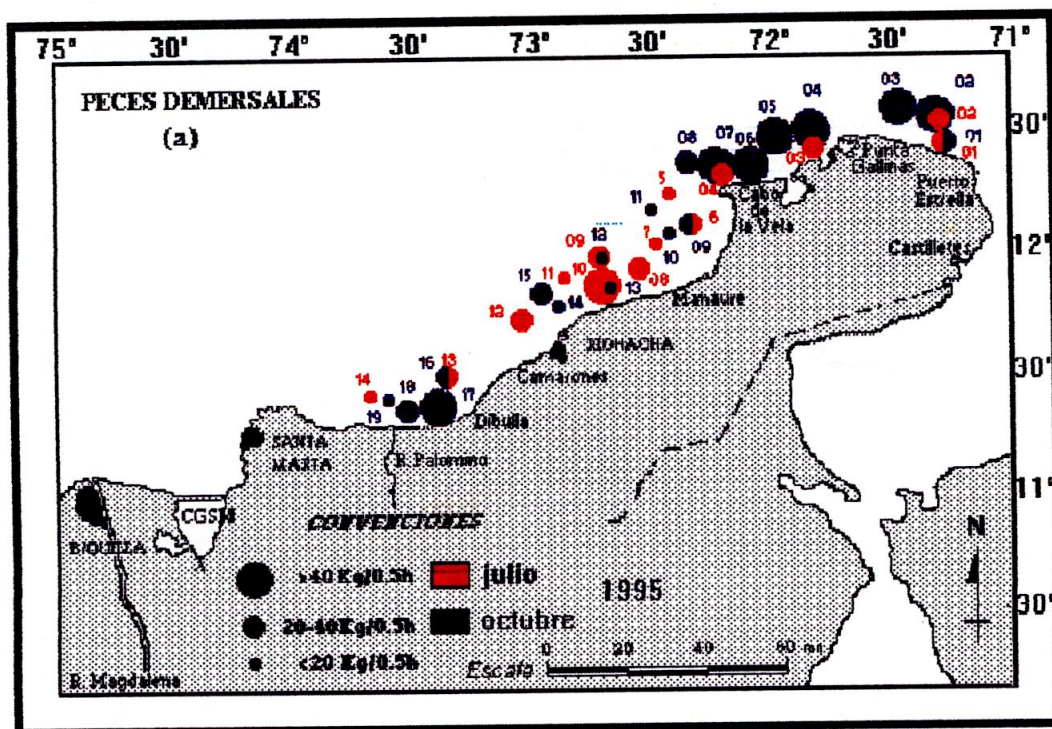 75° 30' 74° 30' 73° 30' 72° 30' 71°
PECES DEMERSALES
(a)
03 02
04
05 02
30'
07 06 01
08 03 01
Punta
Gallinas
04 Puerto
Estrella
5 Cabo
de
la Vela
11 6
7
12 10 09 12°
09 Castilletes
11 10 08
15 13
14 Manaure
12
RIOHACHA
16 13 Camarones 30'
14 18 17
19 Dibulla
SANTA
MARTA
R. Palomino
CGSM 11°
CONVENCIONES N
B/QUILLA
>40 Kg/0.5h julio
1995
20-40Kg/0.5h octubre 30'
<20 Kg/0.5h 0 20 40 60 mn
Escala
R. Magdalena